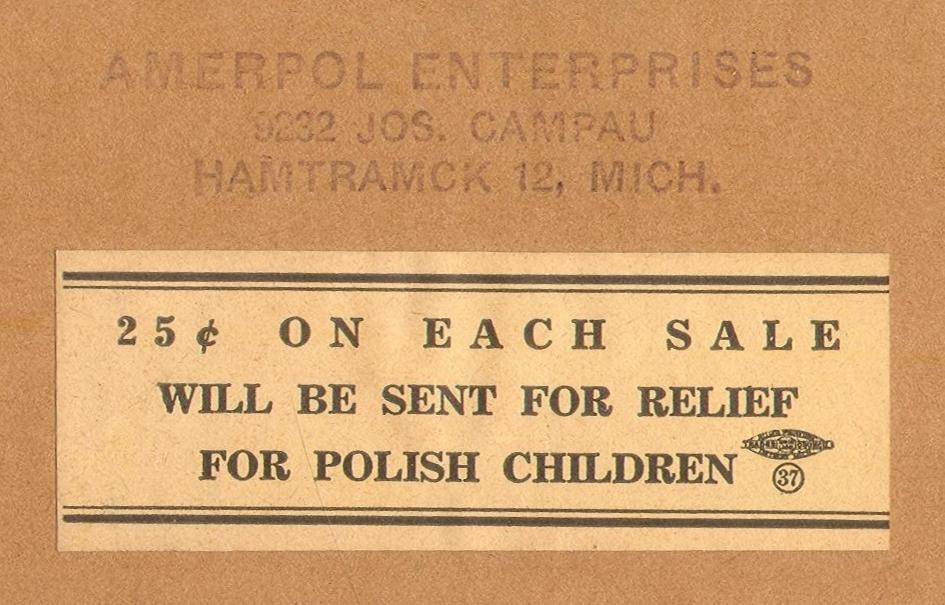 AMERPOL ENTERPRISES
9232 JOS. CAMPAU
HAMTRAMCK 12, MICH.
25¢ ON EACH SALE
WILL BE SENT FOR RELIEF
FOR POLISH CHILDREN
37